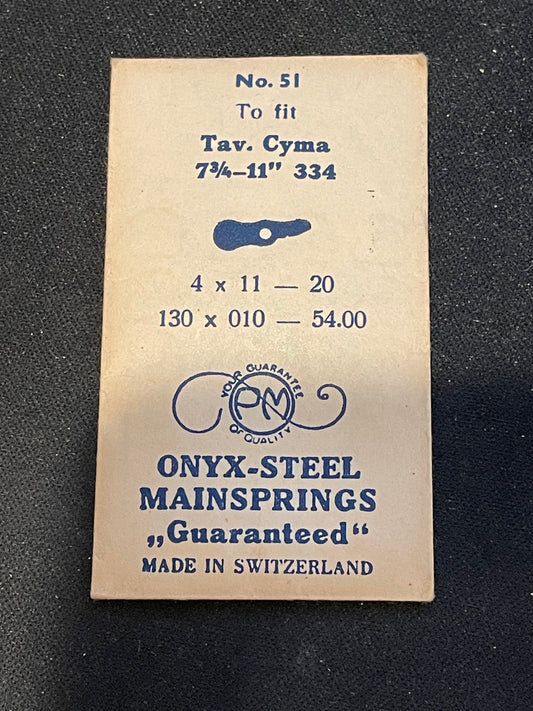 No. 51
To fit
Tav. Cyma
7¾–11" 334
4 x 11 — 20
130 x 010 — 54.00
YOUR GUARANTEE
PM
OF QUALITY
ONYX-STEEL
MAINSPRINGS
„Guaranteed“
MADE IN SWITZERLAND